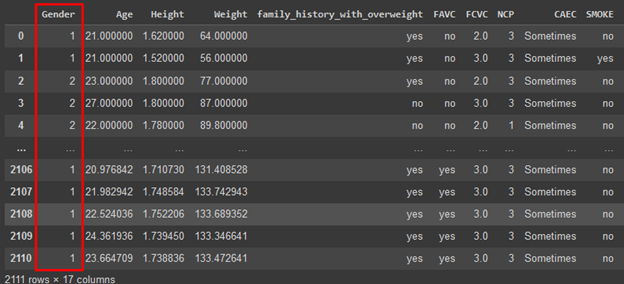 Gender Age Height Weight family_history_with_overweight FAVC FCVC NCP CAEC SMOKE
0 1 21.000000 1.620000 64.000000 yes no 2.0 3 Sometimes no
1 1 21.000000 1.520000 56.000000 yes no 3.0 3 Sometimes yes
2 2 23.000000 1.800000 77.000000 yes no 2.0 3 Sometimes no
3 2 27.000000 1.800000 87.000000 no no 3.0 3 Sometimes no
4 2 22.000000 1.780000 89.800000 no no 2.0 1 Sometimes no
... ... ... ... ... ... ... ... ... ... ...
2106 1 20.976842 1.710730 131.408528 yes yes 3.0 3 Sometimes no
2107 1 21.982942 1.748584 133.742943 yes yes 3.0 3 Sometimes no
2108 1 22.524036 1.752206 133.689352 yes yes 3.0 3 Sometimes no
2109 1 24.361936 1.739450 133.346641 yes yes 3.0 3 Sometimes no
2110 1 23.664709 1.738836 133.472641 yes yes 3.0 3 Sometimes no
2111 rows × 17 columns